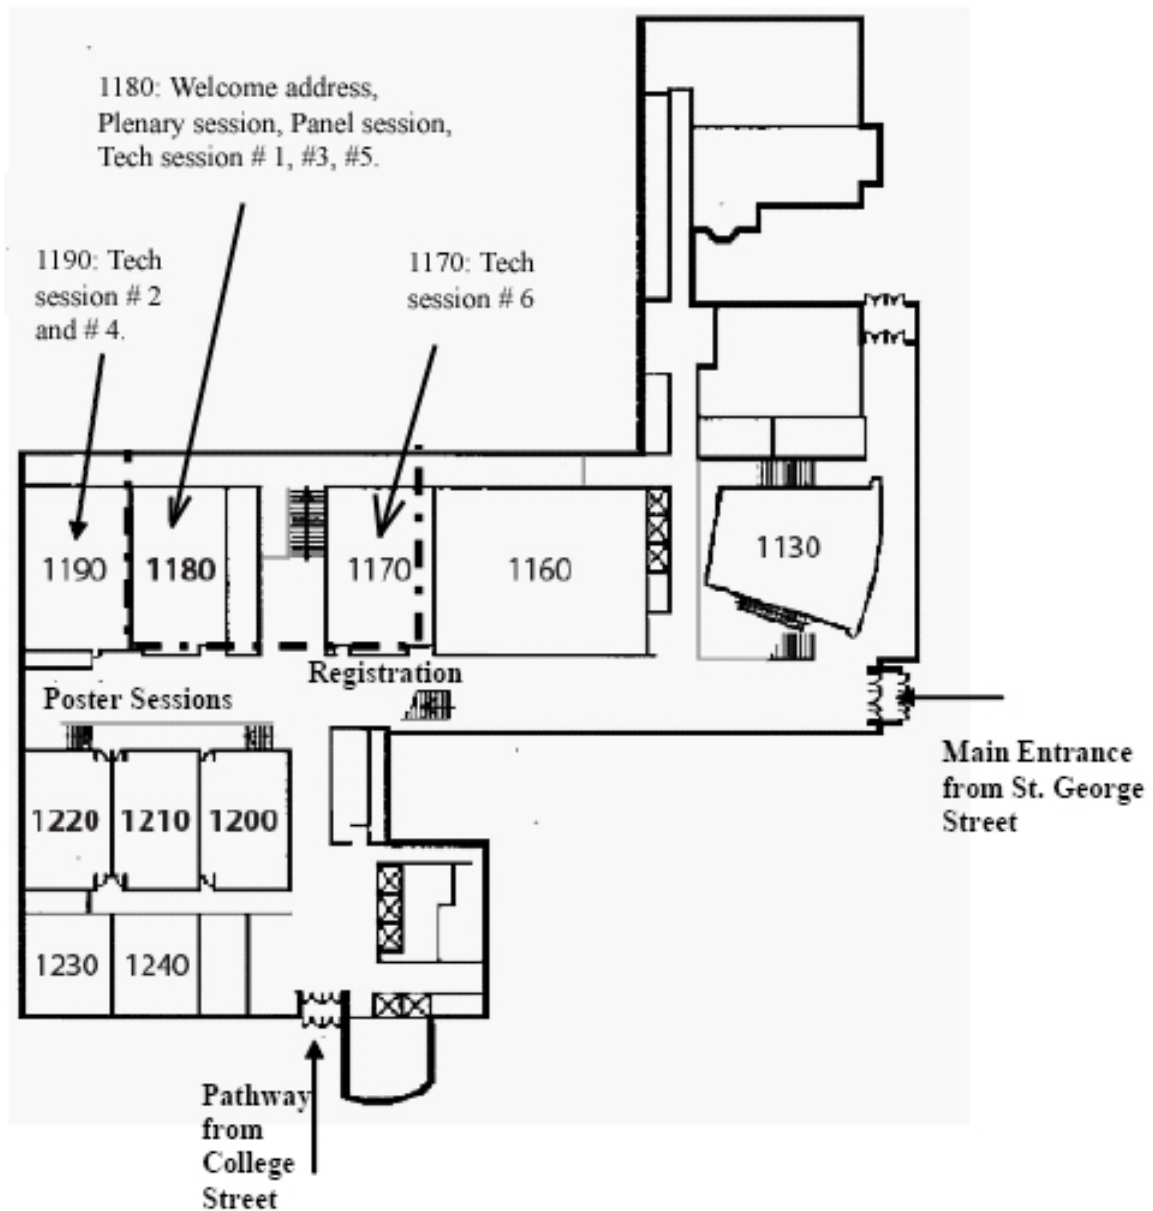 1180: Welcome address,
Plenary session, Panel session,
Tech session # 1, #3, #5.
1190: Tech
session # 2
and # 4.
1170: Tech
session # 6
1190
1180
1170
1160
1130
Registration
Poster Sessions
Main Entrance
from St. George
Street
1220
1210
1200
1230
1240
Pathway
from
College
Street